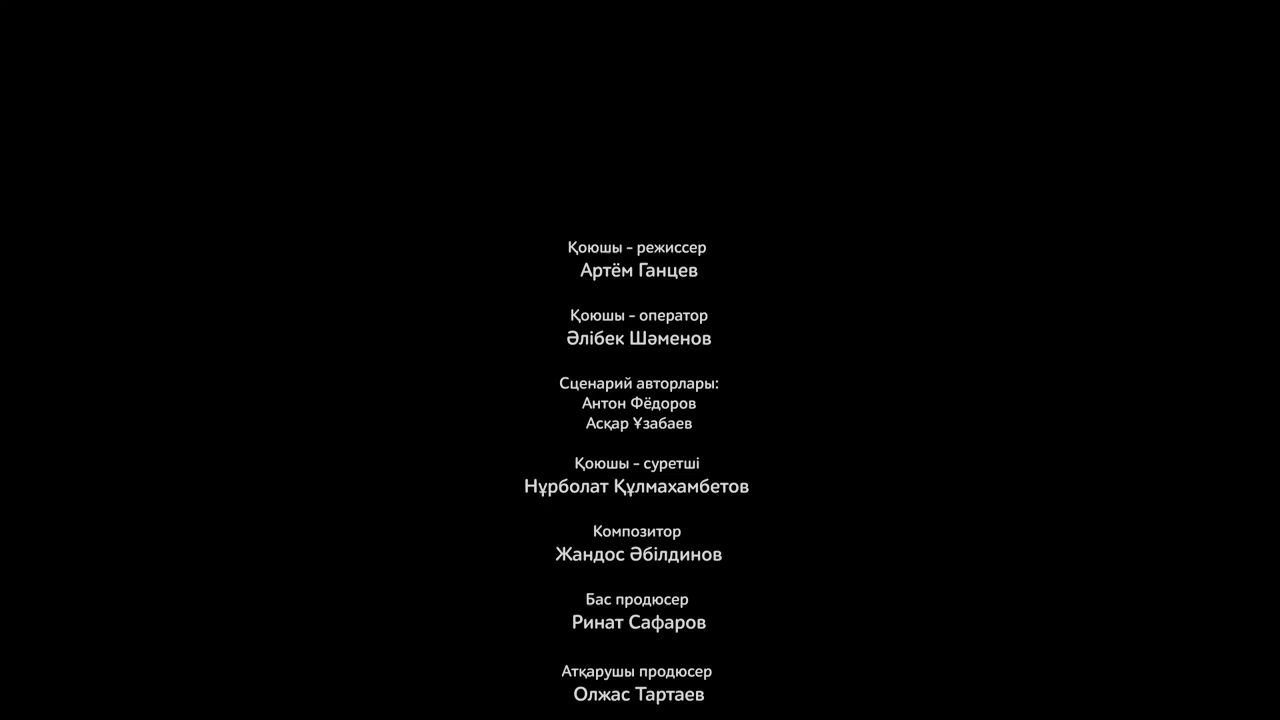 Қоюшы - режиссер
Артём Ганцев
Қоюшы - оператор
Әлібек Шәменов
Сценарий авторлары:
Антон Фёдоров
Асқар Ұзабаев
Қоюшы - суретші
Нұрболат Құлмахамбетов
Композитор
Жандос Әбілдинов
Бас продюсер
Ринат Сафаров
Атқарушы продюсер
Олжас Тартаев